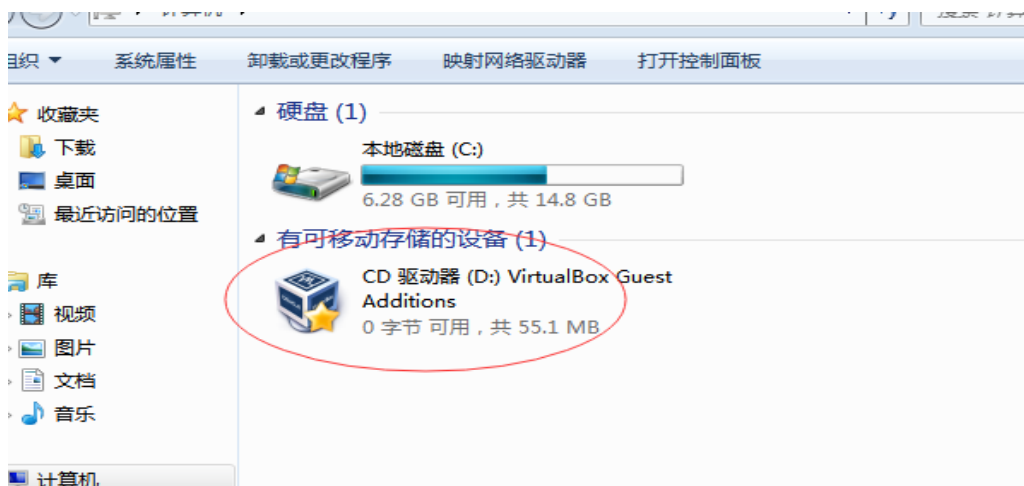 组织
系统属性
卸载或更改程序
映射网络驱动器
打开控制面板
收藏夹
下载
桌面
最近访问的位置
库
视频
图片
文档
音乐
计算机
硬盘 (1)
本地磁盘 (C:)
6.28 GB 可用，共 14.8 GB
有可移动存储的设备 (1)
CD 驱动器 (D:) VirtualBox Guest
Additions
0 字节 可用，共 55.1 MB